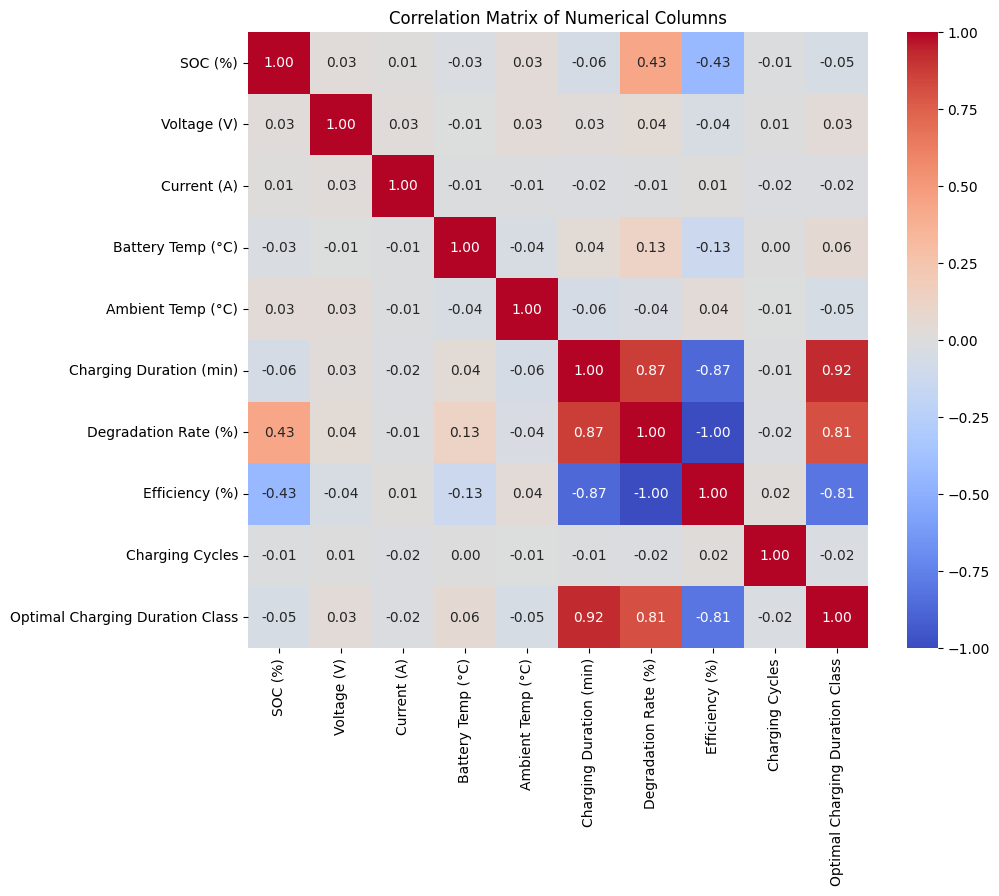 Correlation Matrix of Numerical Columns
SOC (%) 1.00 0.03 0.01 -0.03 0.03 -0.06 0.43 -0.43 -0.01 -0.05
Voltage (V) 0.03 1.00 0.03 -0.01 0.03 0.03 0.04 -0.04 0.01 0.03
Current (A) 0.01 0.03 1.00 -0.01 -0.01 -0.02 -0.01 0.01 -0.02 -0.02
Battery Temp (°C) -0.03 -0.01 -0.01 1.00 -0.04 0.04 0.13 -0.13 0.00 0.06
Ambient Temp (°C) 0.03 0.03 -0.01 -0.04 1.00 -0.06 -0.04 0.04 -0.01 -0.05
Charging Duration (min) -0.06 0.03 -0.02 0.04 -0.06 1.00 0.87 -0.87 -0.01 0.92
Degradation Rate (%) 0.43 0.04 -0.01 0.13 -0.04 0.87 1.00 -1.00 -0.02 0.81
Efficiency (%) -0.43 -0.04 0.01 -0.13 0.04 -0.87 -1.00 1.00 0.02 -0.81
Charging Cycles -0.01 0.01 -0.02 0.00 -0.01 -0.01 -0.02 0.02 1.00 -0.02
Optimal Charging Duration Class -0.05 0.03 -0.02 0.06 -0.05 0.92 0.81 -0.81 -0.02 1.00
SOC (%)
Voltage (V)
Current (A)
Battery Temp (°C)
Ambient Temp (°C)
Charging Duration (min)
Degradation Rate (%)
Efficiency (%)
Charging Cycles
Optimal Charging Duration Class
1.00
0.75
0.50
0.25
0.00
−0.25
−0.50
−0.75
−1.00